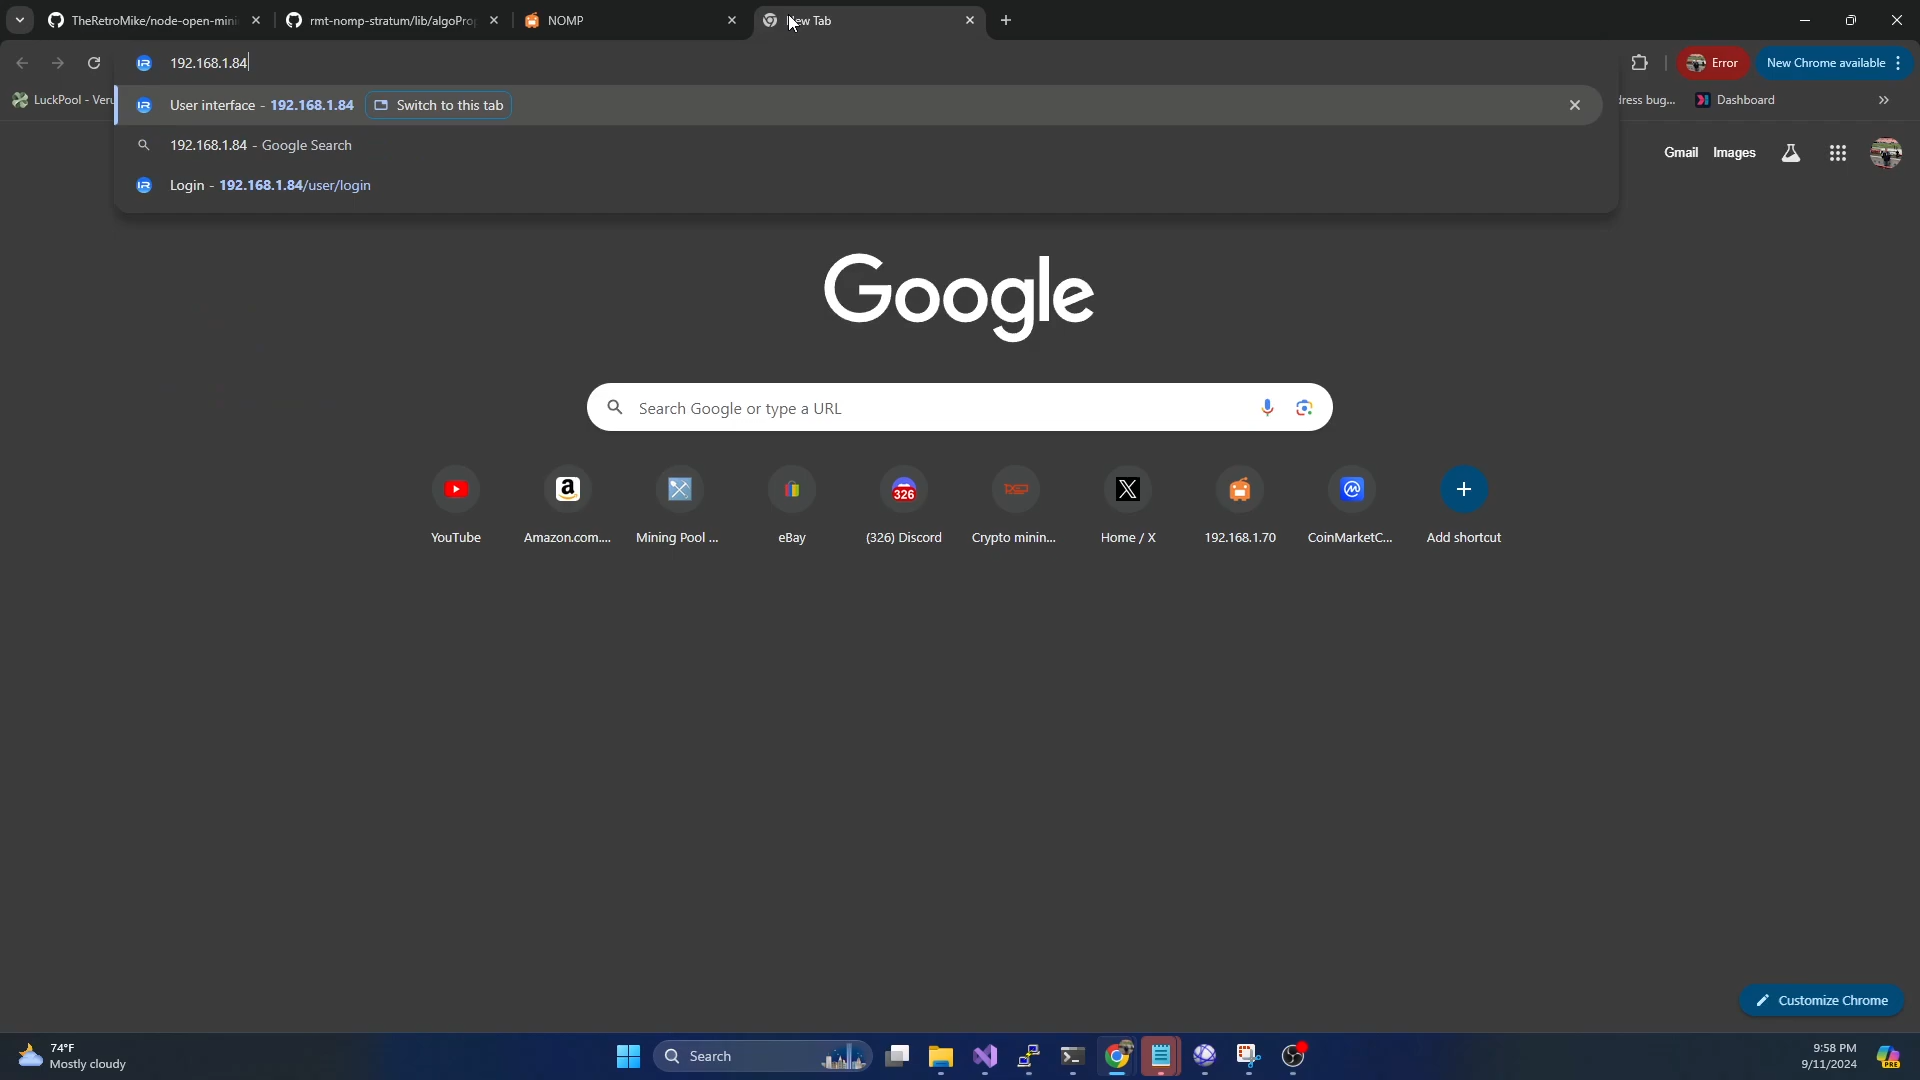 TheRetroMike/node-open-mini
rmt-nomp-stratum/lib/algoProp
NOMP
New Tab
192.168.1.84
Error
New Chrome available
LuckPool - Veru
User interface - 192.168.1.84
Switch to this tab
dress bug...
Dashboard
192.168.1.84 - Google Search
Login - 192.168.1.84/user/login
Gmail
Images
Google
Search Google or type a URL
326
YouTube
Amazon.com....
Mining Pool ...
eBay
(326) Discord
Crypto minin...
Home / X
192.168.1.70
CoinMarketC...
Add shortcut
Customize Chrome
74°F
Mostly cloudy
Search
9:58 PM
9/11/2024
PRE